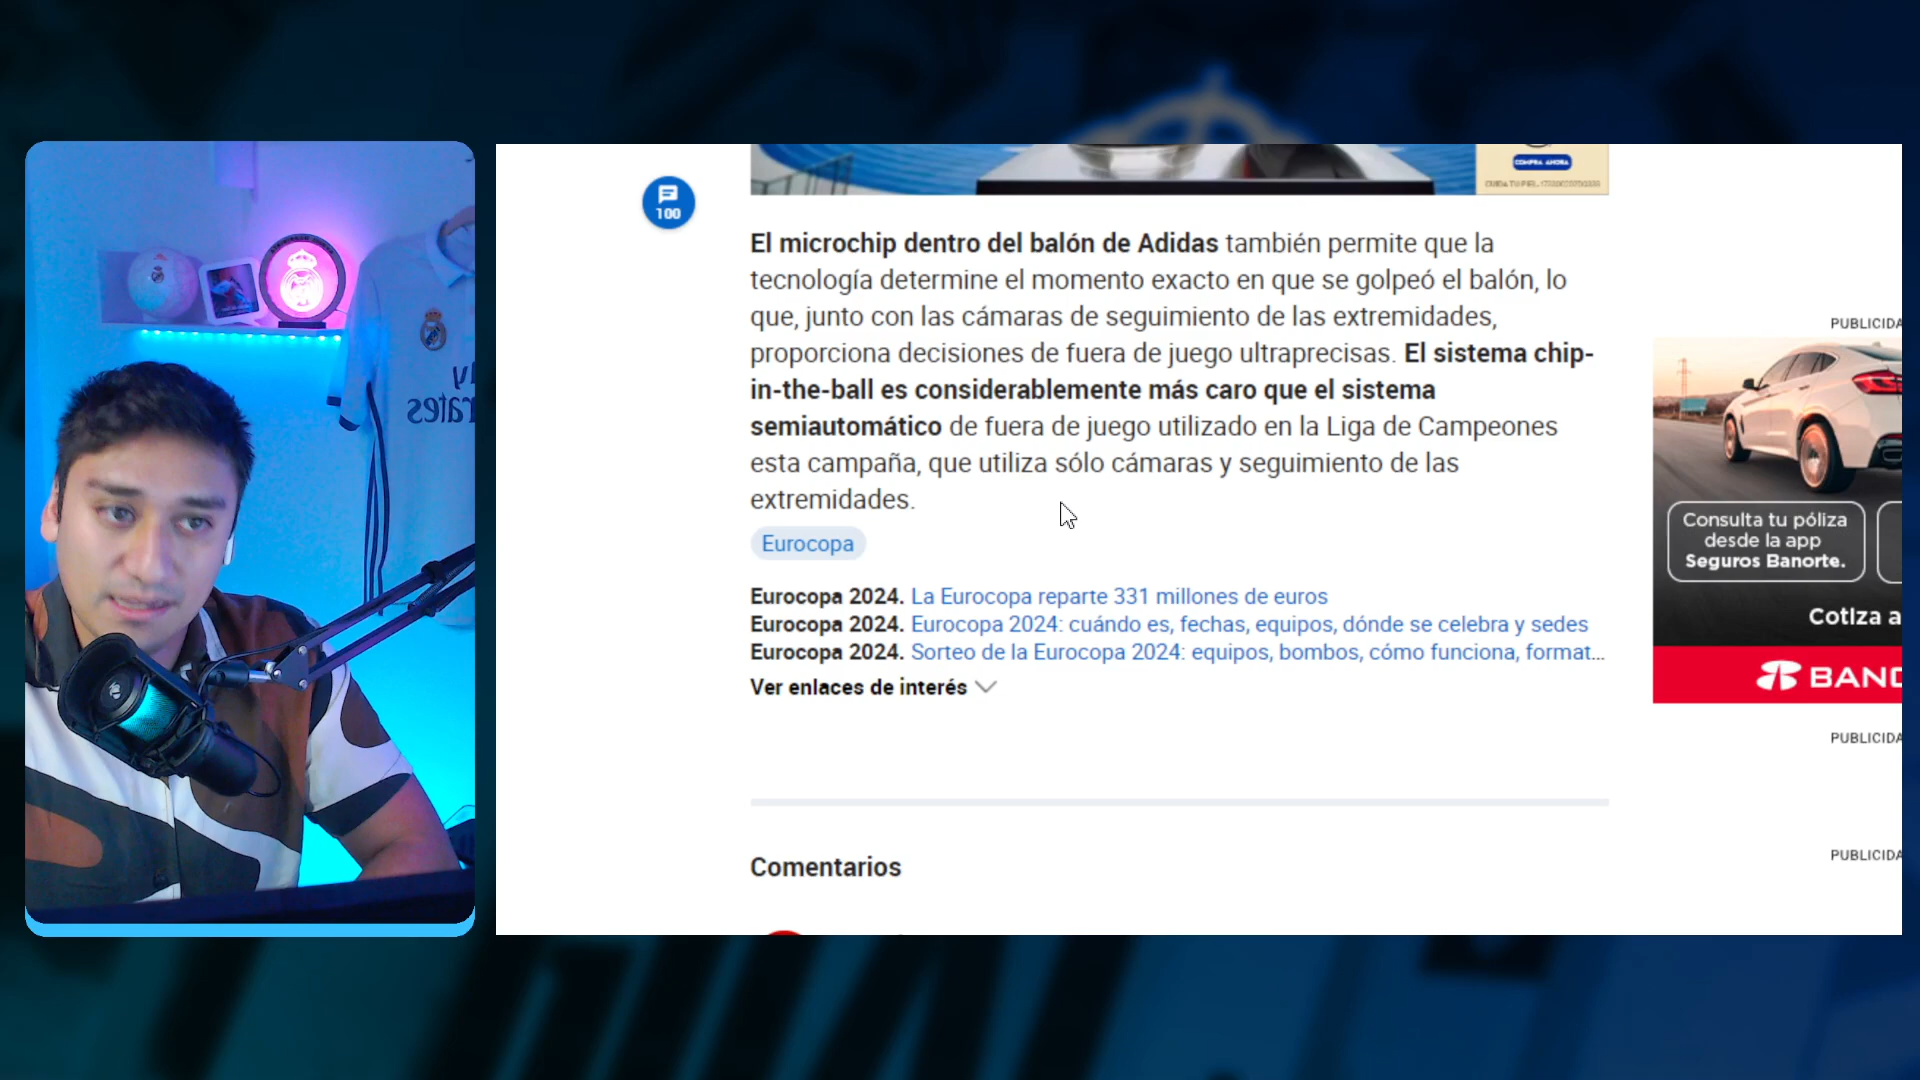 COMPRA AHORA
100
El microchip dentro del balón de Adidas también permite que la
tecnología determine el momento exacto en que se golpeó el balón, lo
que, junto con las cámaras de seguimiento de las extremidades,
proporciona decisiones de fuera de juego ultraprecisas. El sistema chip-
in-the-ball es considerablemente más caro que el sistema
semiautomático de fuera de juego utilizado en la Liga de Campeones
esta campaña, que utiliza sólo cámaras y seguimiento de las
extremidades.
Eurocopa
Eurocopa 2024. La Eurocopa reparte 331 millones de euros
Eurocopa 2024. Eurocopa 2024: cuándo es, fechas, equipos, dónde se celebra y sedes
Eurocopa 2024. Sorteo de la Eurocopa 2024: equipos, bombos, cómo funciona, format...
Ver enlaces de interés
Comentarios
PUBLICIDA
Consulta tu póliza
desde la app
Seguros Banorte.
Cotiza a
BANO
PUBLICIDA
PUBLICIDA